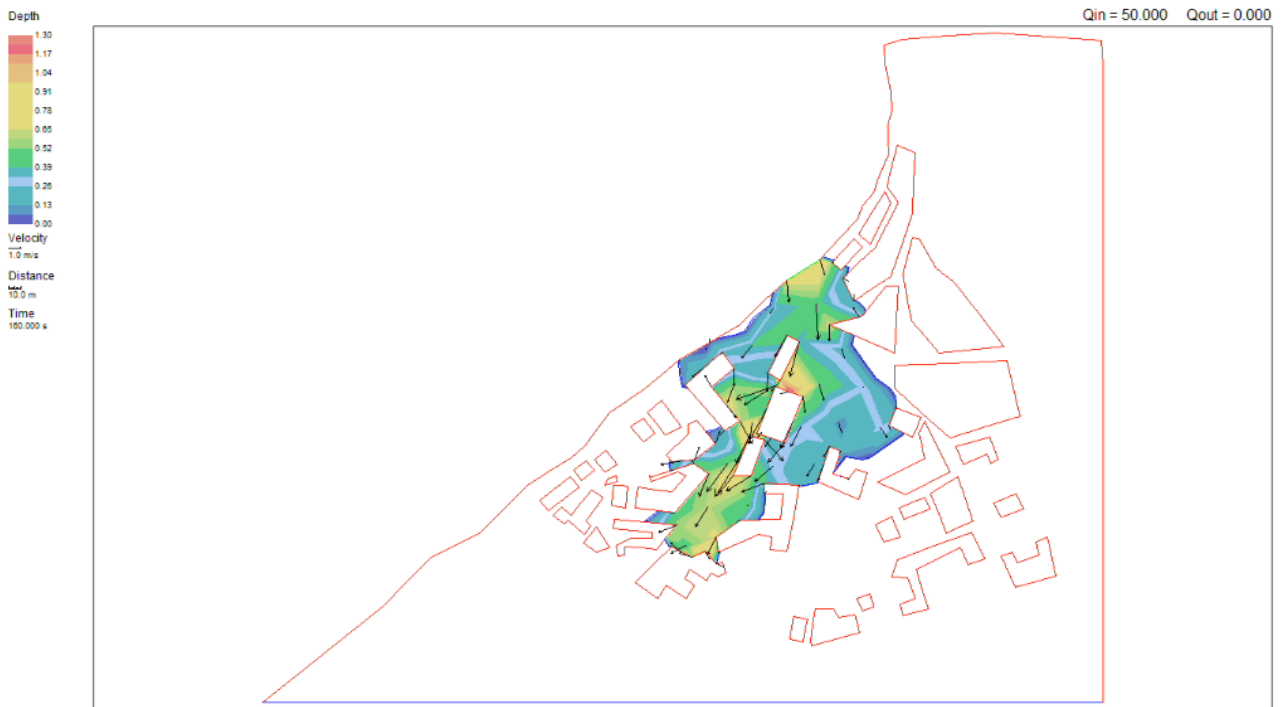 Qin = 50.000 Qout = 0.000
Depth
1.30
1.17
1.04
0.91
0.78
0.65
0.52
0.39
0.26
0.13
0.00
Velocity
1.0 m/s
Distance
10.0 m
Time
160.000 s